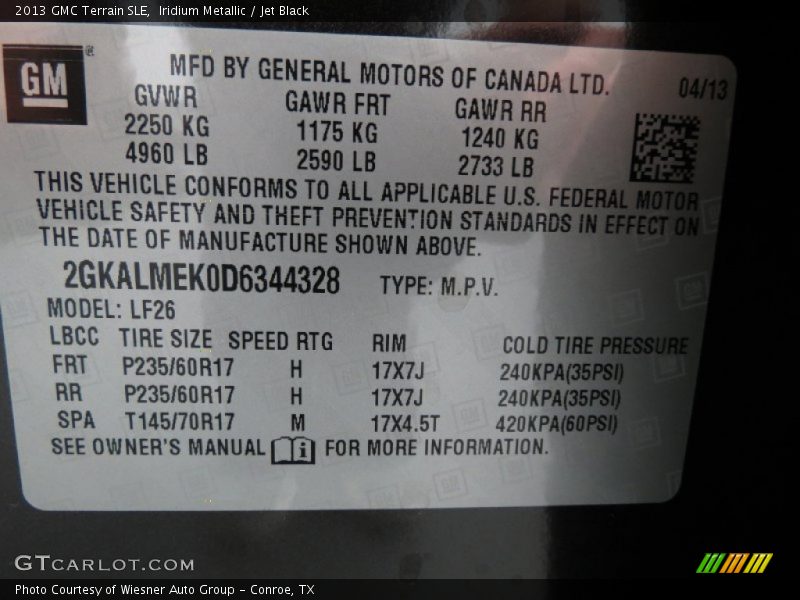 2013 GMC Terrain SLE,  Iridium Metallic / Jet Black
GM®
MFD BY GENERAL MOTORS OF CANADA LTD.
04/13
GVWR GAWR FRT GAWR RR
2250 KG 1175 KG 1240 KG
4960 LB 2590 LB 2733 LB
THIS VEHICLE CONFORMS TO ALL APPLICABLE U.S. FEDERAL MOTOR
VEHICLE SAFETY AND THEFT PREVENTION STANDARDS IN EFFECT ON
THE DATE OF MANUFACTURE SHOWN ABOVE.
2GKALMEK0D6344328 TYPE: M.P.V.
MODEL: LF26
LBCC TIRE SIZE SPEED RTG RIM COLD TIRE PRESSURE
FRT P235/60R17 H 17X7J 240KPA(35PSI)
RR P235/60R17 H 17X7J 240KPA(35PSI)
SPA T145/70R17 M 17X4.5T 420KPA(60PSI)
SEE OWNER'S MANUAL i FOR MORE INFORMATION.
GTCARLOT.COM
Photo Courtesy of Wiesner Auto Group - Conroe, TX